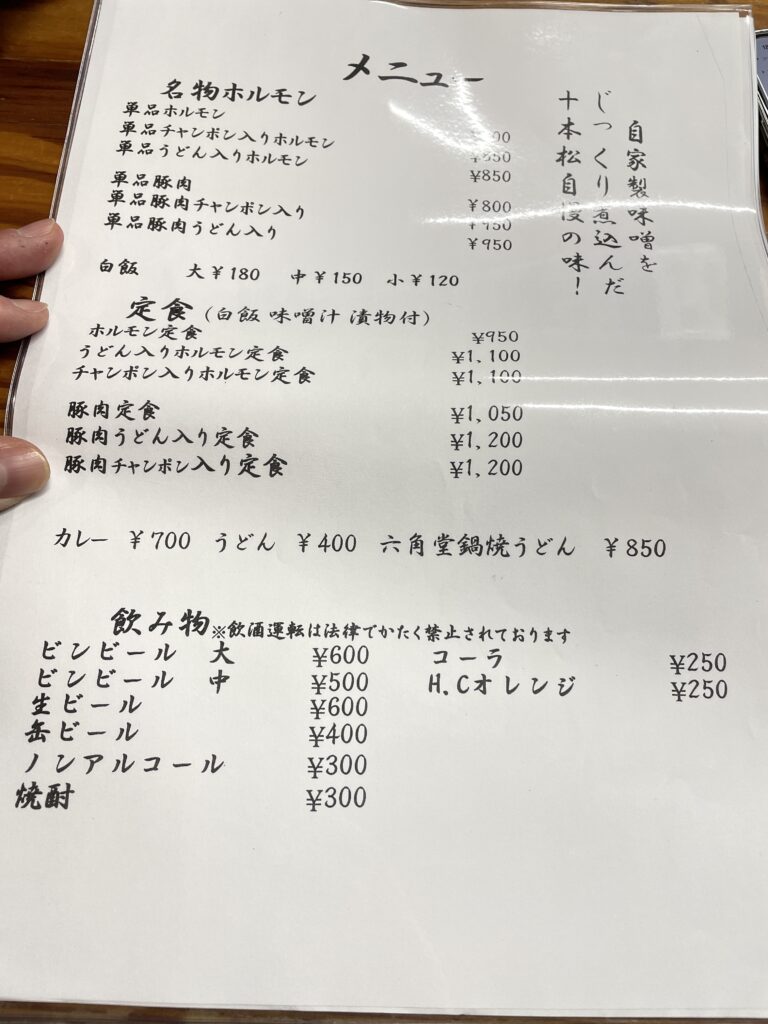 メニュー
自家製味噌を
じっくり煮込んだ
十本松自慢の味!
名物ホルモン
単品ホルモン
単品チャンポン入りホルモン
単品うどん入りホルモン ¥850
単品豚肉 ¥800
単品豚肉チャンポン入り ¥950
単品豚肉うどん入り ¥950
白飯 大¥180 中¥150 小¥120
定食(白飯 味噌汁 漬物付)
ホルモン定食 ¥950
うどん入りホルモン定食 ¥1,100
チャンポン入りホルモン定食 ¥1,100
豚肉定食 ¥1,050
豚肉うどん入り定食 ¥1,200
豚肉チャンポン入り定食 ¥1,200
カレー ¥700 うどん ¥400 六角堂鍋焼うどん ¥850
飲み物※飲酒運転は法律でかたく禁止されております
ビンビール 大 ¥600 コーラ ¥250
ビンビール 中 ¥500 H.Cオレンジ ¥250
生ビール ¥600
缶ビール ¥400
ノンアルコール ¥300
焼酎 ¥300